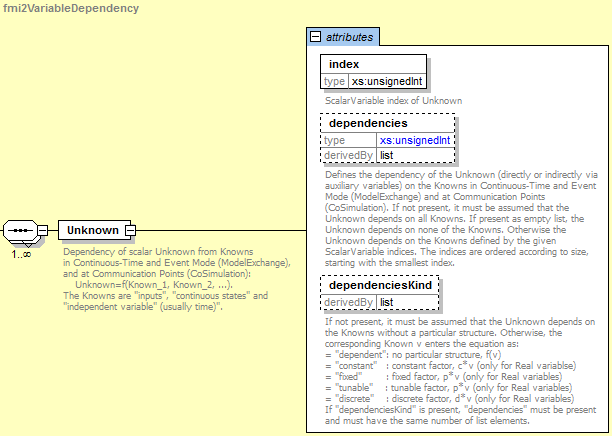 fmi2VariableDependency
attributes
index
type xs:unsignedInt
ScalarVariable index of Unknown
dependencies
type xs:unsignedInt
derivedBy list
Defines the dependency of the Unknown (directly or indirectly via
auxiliary variables) on the Knowns in Continuous-Time and Event
Mode (ModelExchange) and at Communication Points
(CoSimulation). If not present, it must be assumed that the
Unknown depends on all Knowns. If present as empty list, the
Unknown depends on none of the Knowns. Otherwise the
Unknown depends on the Knowns defined by the given
ScalarVariable indices. The indices are ordered according to size,
starting with the smallest index.
Unknown
1..∞
Dependency of scalar Unknown from Knowns
in Continuous-Time and Event Mode (ModelExchange),
and at Communication Points (CoSimulation):
Unknown=f(Known_1, Known_2, ...).
The Knowns are "inputs", "continuous states" and
"independent variable" (usually time)".
dependenciesKind
derivedBy list
If not present, it must be assumed that the Unknown depends on
the Knowns without a particular structure. Otherwise, the
corresponding Known v enters the equation as:
= "dependent": no particular structure, f(v)
= "constant" : constant factor, c*v (only for Real variablse)
= "fixed" : fixed factor, p*v (only for Real variables)
= "tunable" : tunable factor, p*v (only for Real variables)
= "discrete" : discrete factor, d*v (only for Real variables)
If "dependenciesKind" is present, "dependencies" must be present
and must have the same number of list elements.